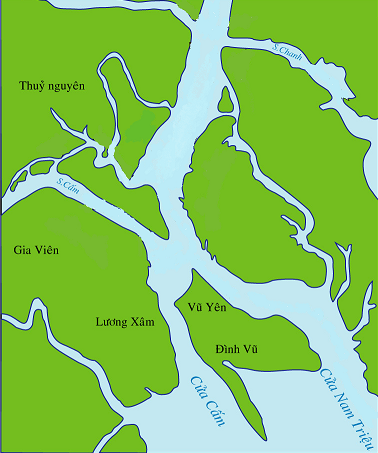 S.Chanh
Thuỷ nguyên
S.Cấm
Gia Viên
Vũ Yên
Lương Xâm
Đình Vũ
Cửa Cấm
Cửa Nam Triệu